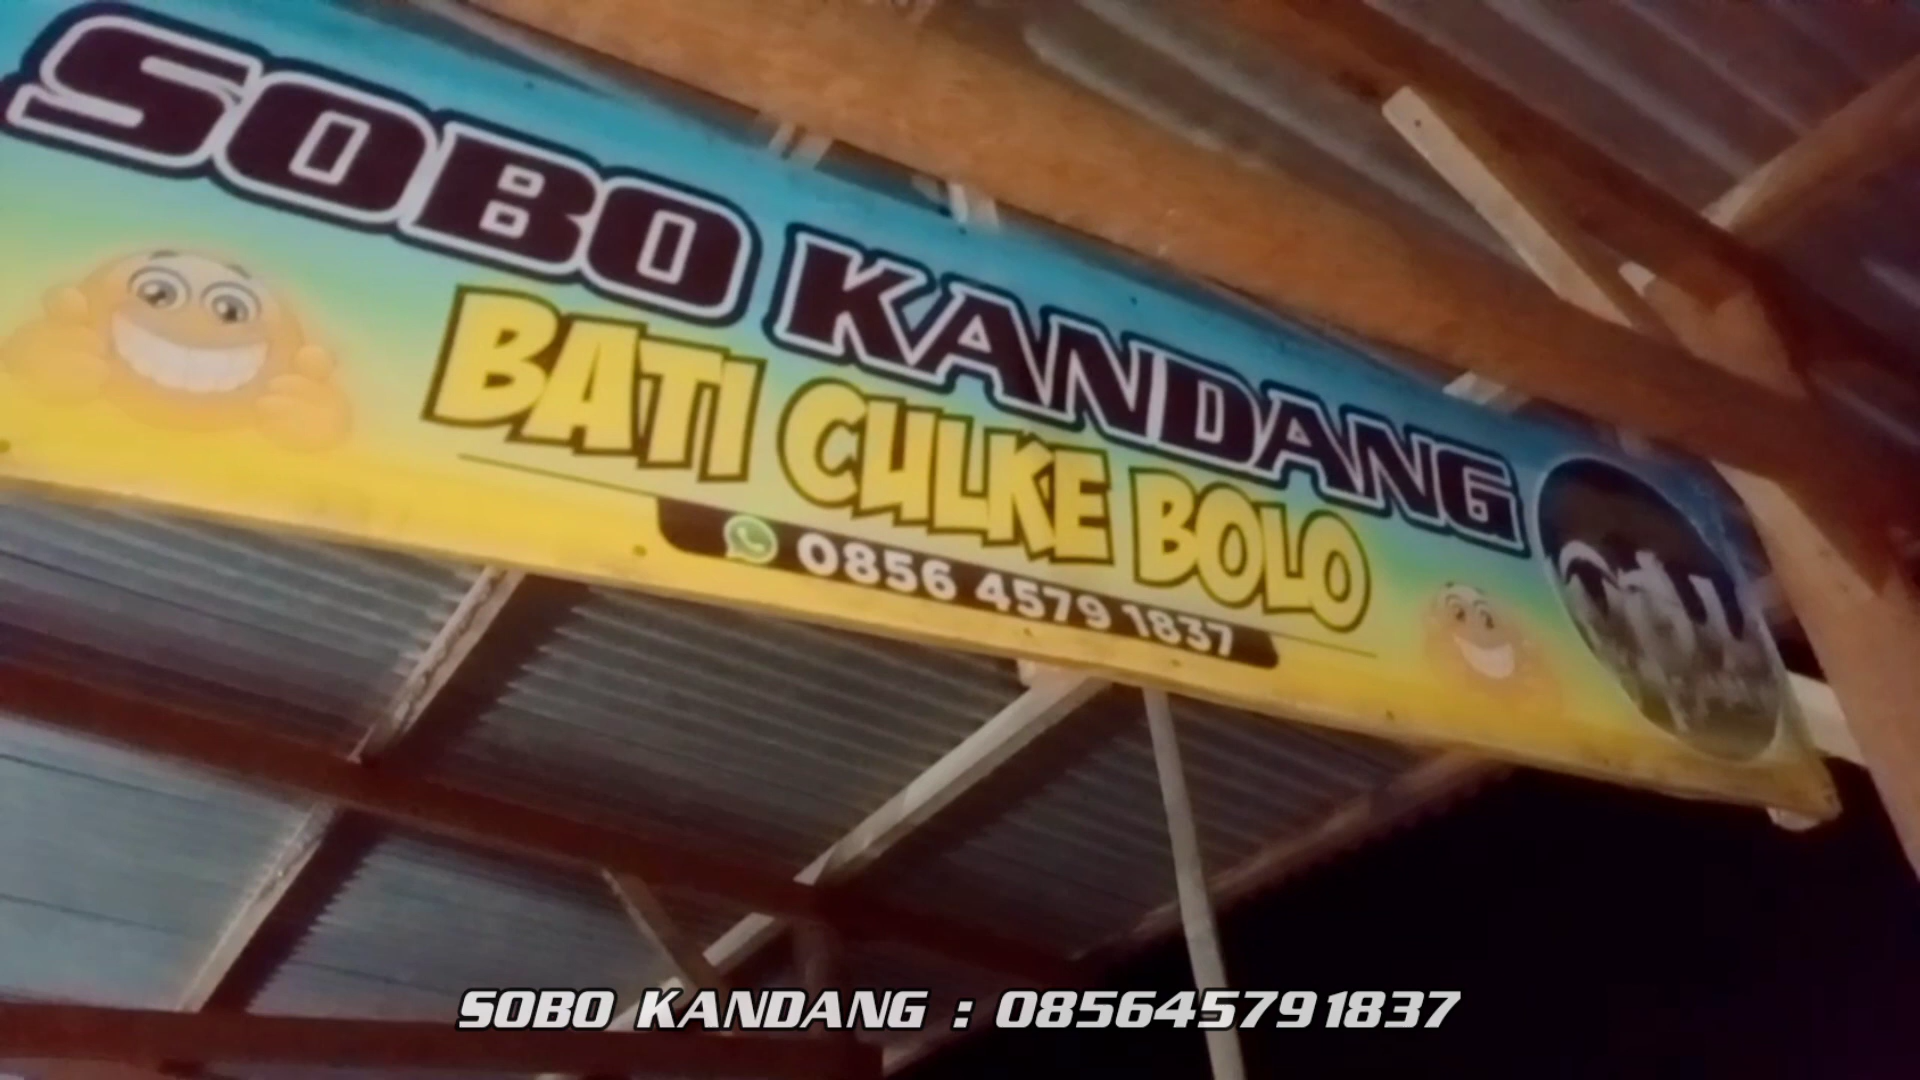 SOBO KANDANG
BATI CULKE BOLO
0856 4579 1837
SOBO KANDANG : 085645791837